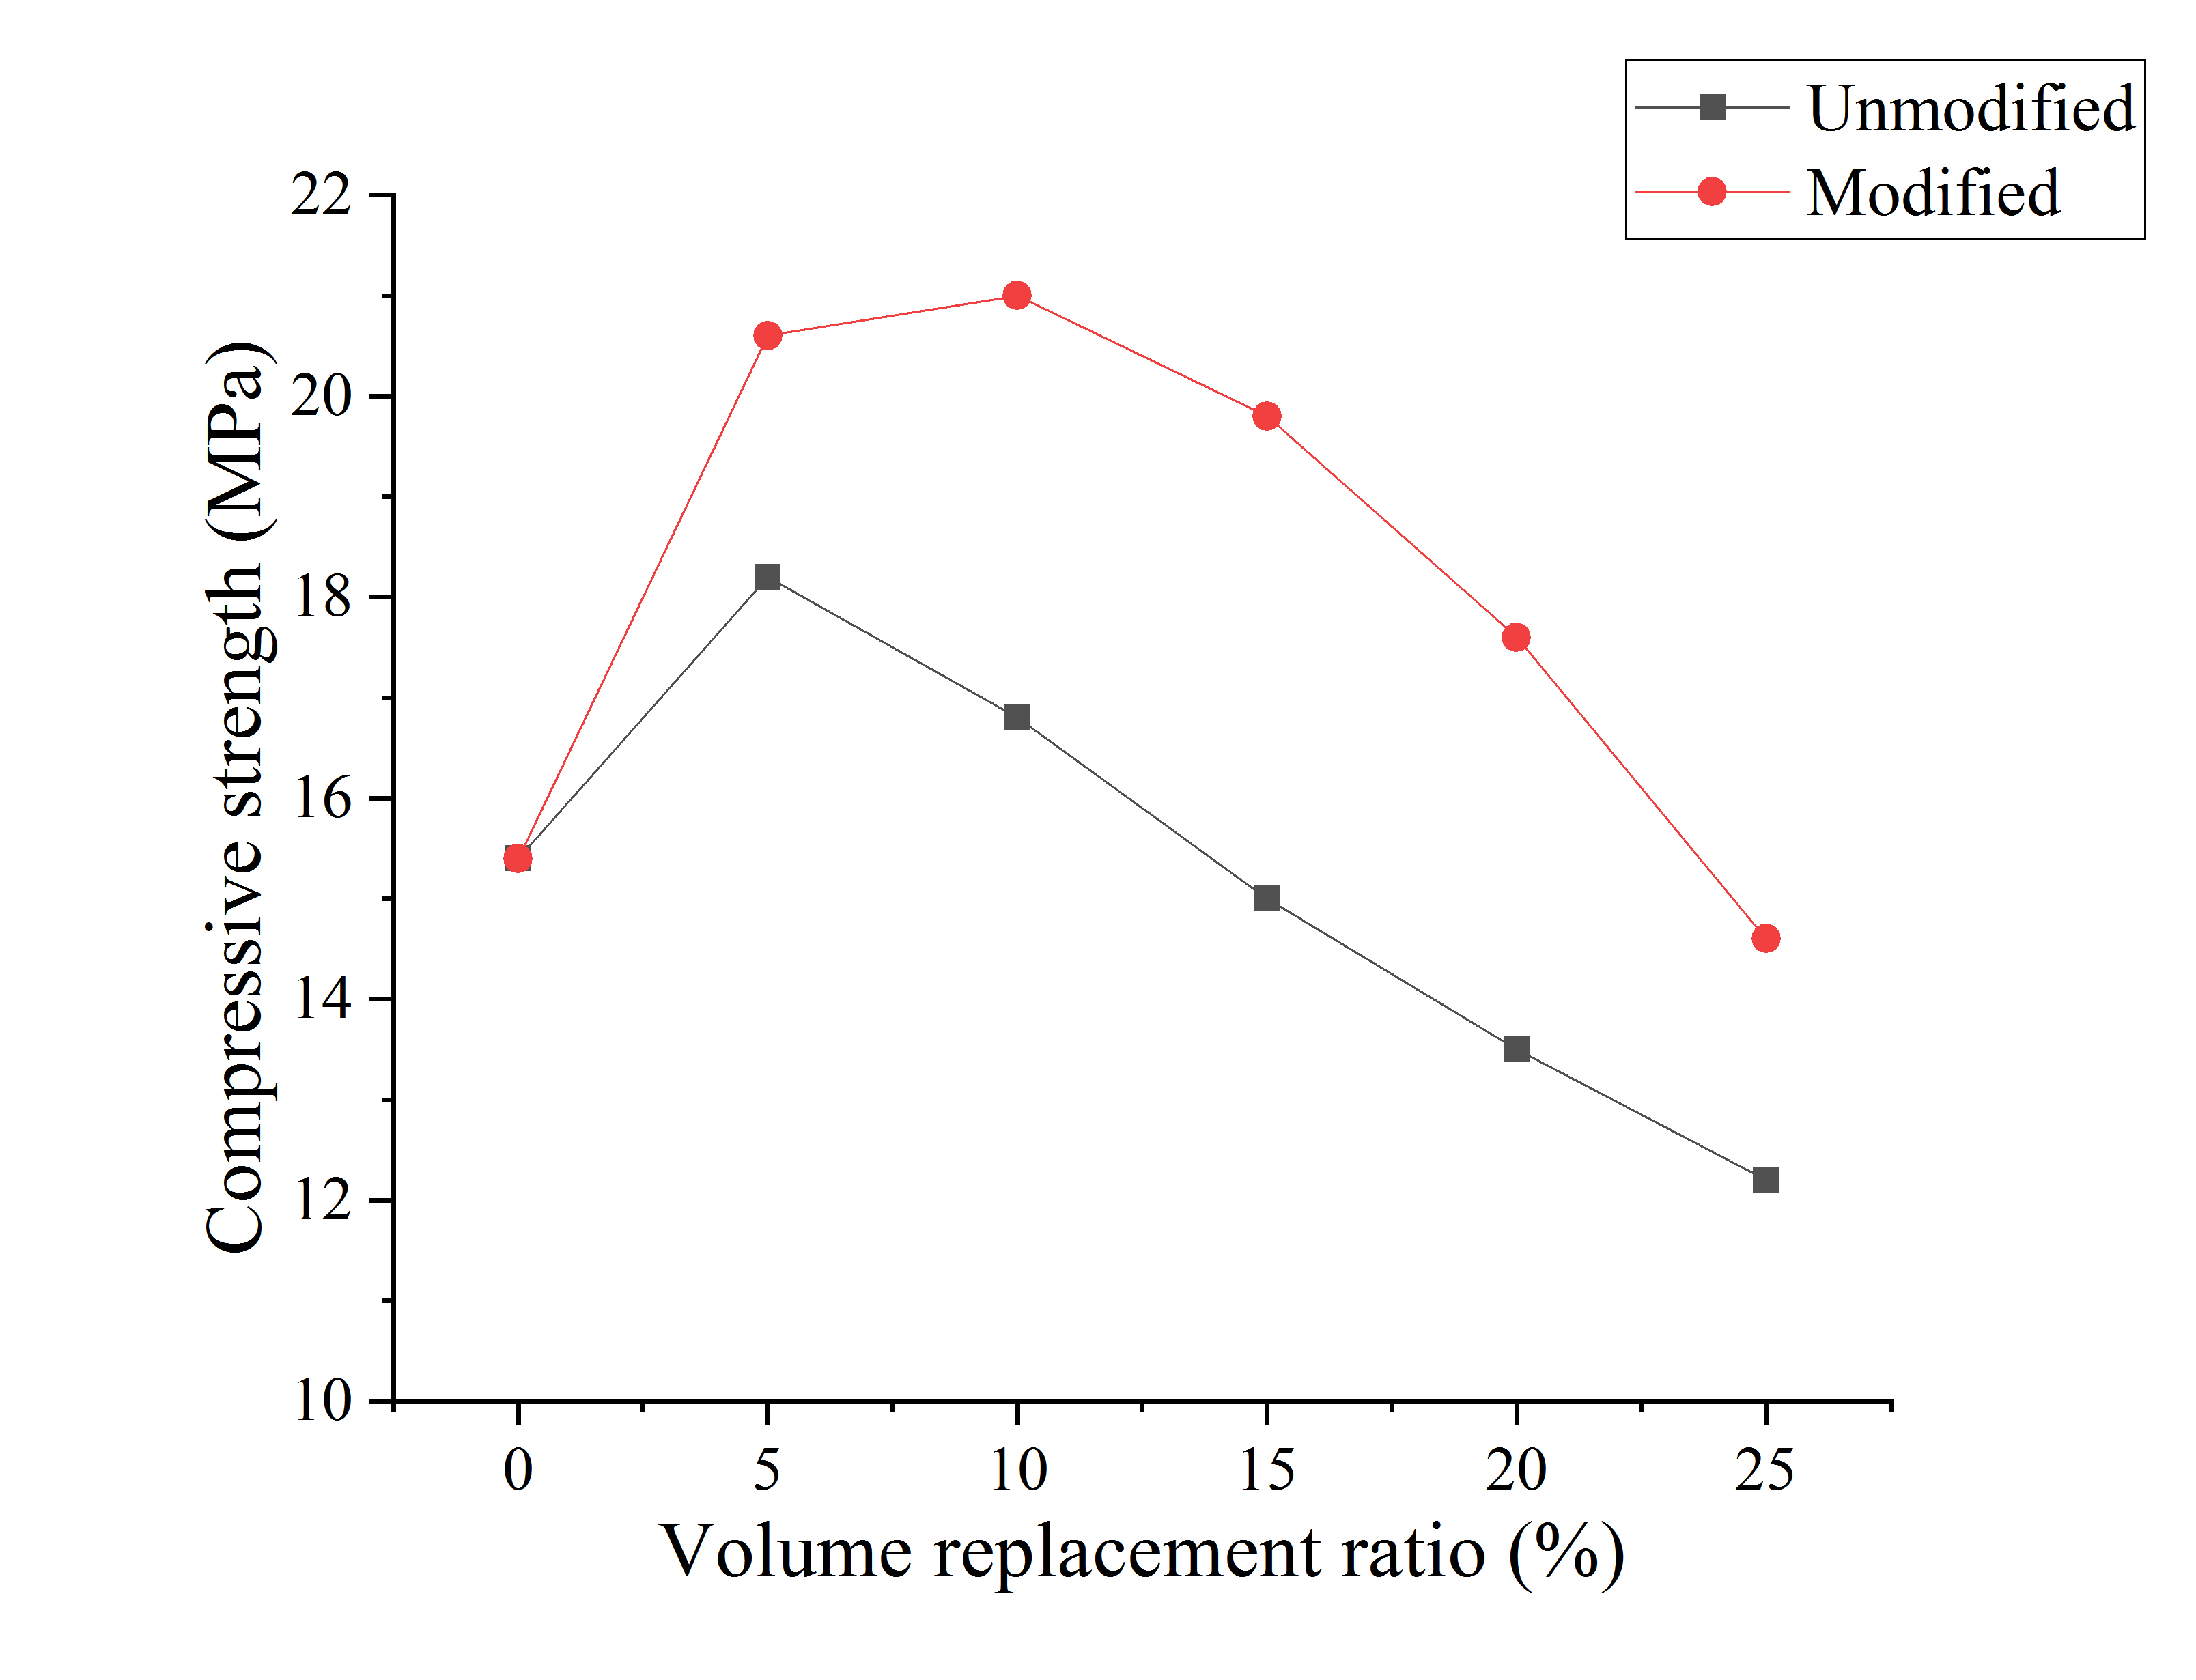 Unmodified
Modified
22
20
18
16
14
12
10
Compressive strength (MPa)
0 5 10 15 20 25
Volume replacement ratio (%)